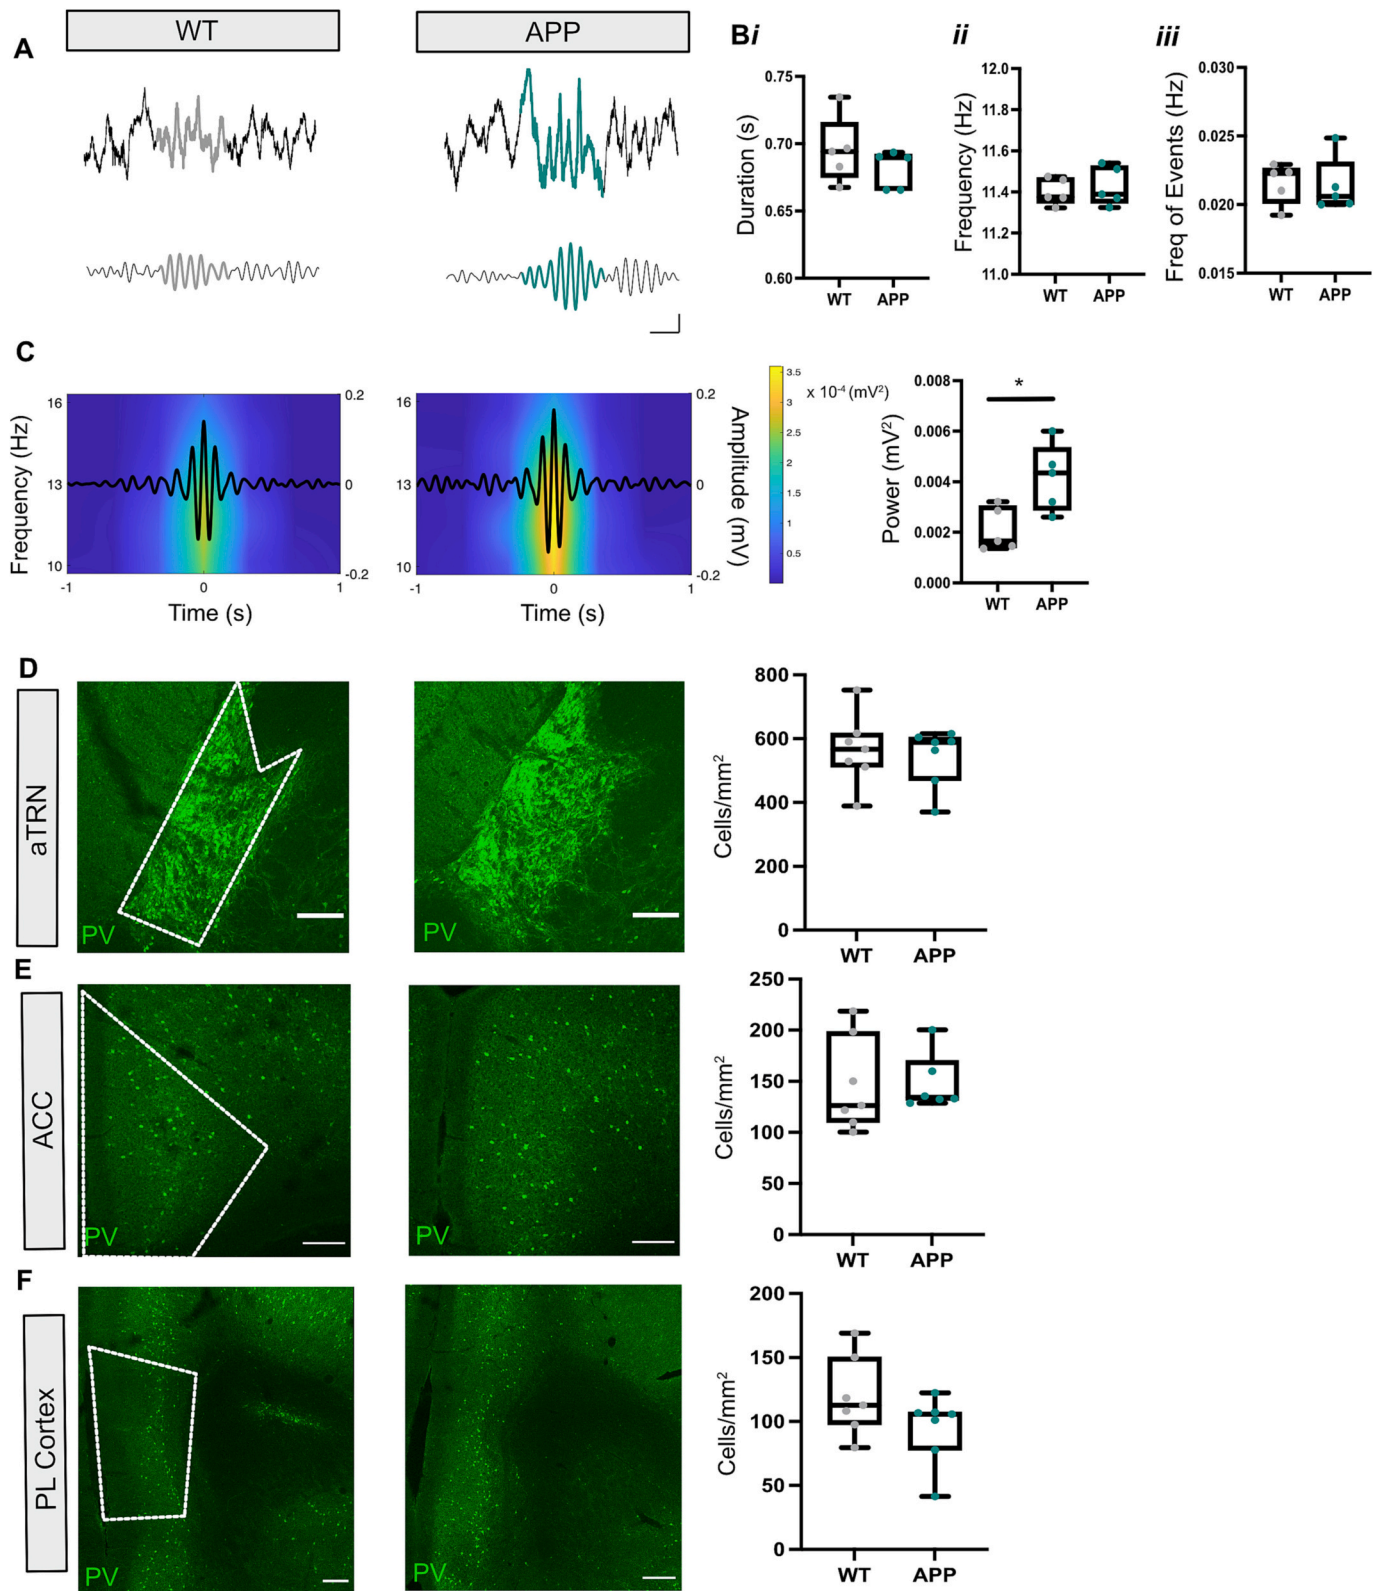 WT
APP
A
Bi
ii
iii
Duration (s)
0.75
0.70
0.65
0.60
WT
APP
Frequency (Hz)
12.0
11.8
11.6
11.4
11.2
11.0
WT
APP
Freq of Events (Hz)
0.030
0.025
0.020
0.015
WT
APP
C
Frequency (Hz)
16
13
10
0.2
0
-0.2
-1
0
1
Time (s)
16
13
10
0.2
0
-0.2
-1
0
1
Time (s)
Amplitude (mV)
3.5
3
2.5
2
1.5
1
0.5
x 10⁻⁴ (mV²)
Power (mV²)
0.008
0.006
0.004
0.002
0.000
*
WT
APP
D
aTRN
PV
PV
Cells/mm²
800
600
400
200
0
WT
APP
E
ACC
PV
PV
Cells/mm²
250
200
150
100
50
0
WT
APP
F
PL Cortex
PV
PV
Cells/mm²
200
150
100
50
0
WT
APP